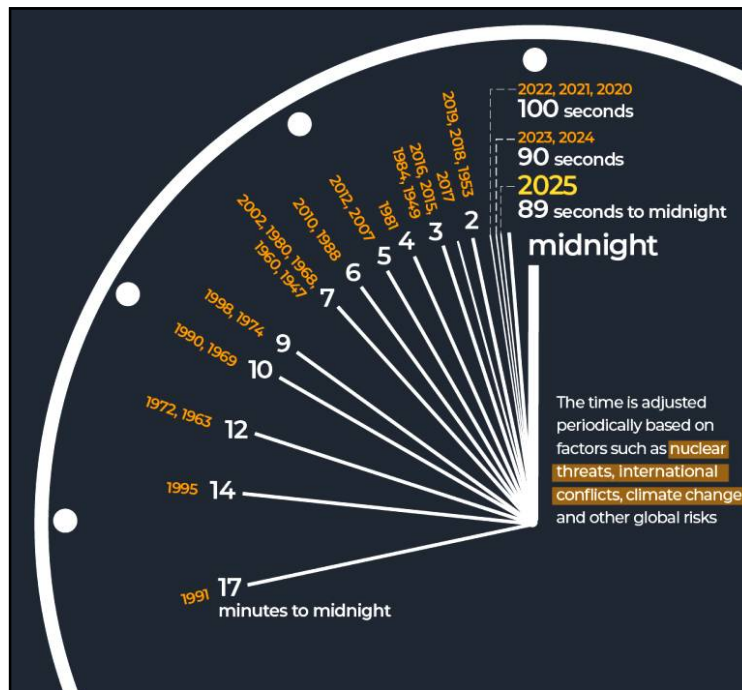 2022, 2021, 2020
100 seconds
2023, 2024
90 seconds
2025
89 seconds to midnight
midnight
2019, 2018, 1953
2
2017
2016, 2015,
1984, 1949
3
4
1981
5
2012, 2007
6
2010, 1988
7
2002, 1980, 1968,
1960, 1947
9
1998, 1974
10
1990, 1969
12
1972, 1963
14
1995
17
1991
minutes to midnight
The time is adjusted
periodically based on
factors such as nuclear
threats, international
conflicts, climate change
and other global risks